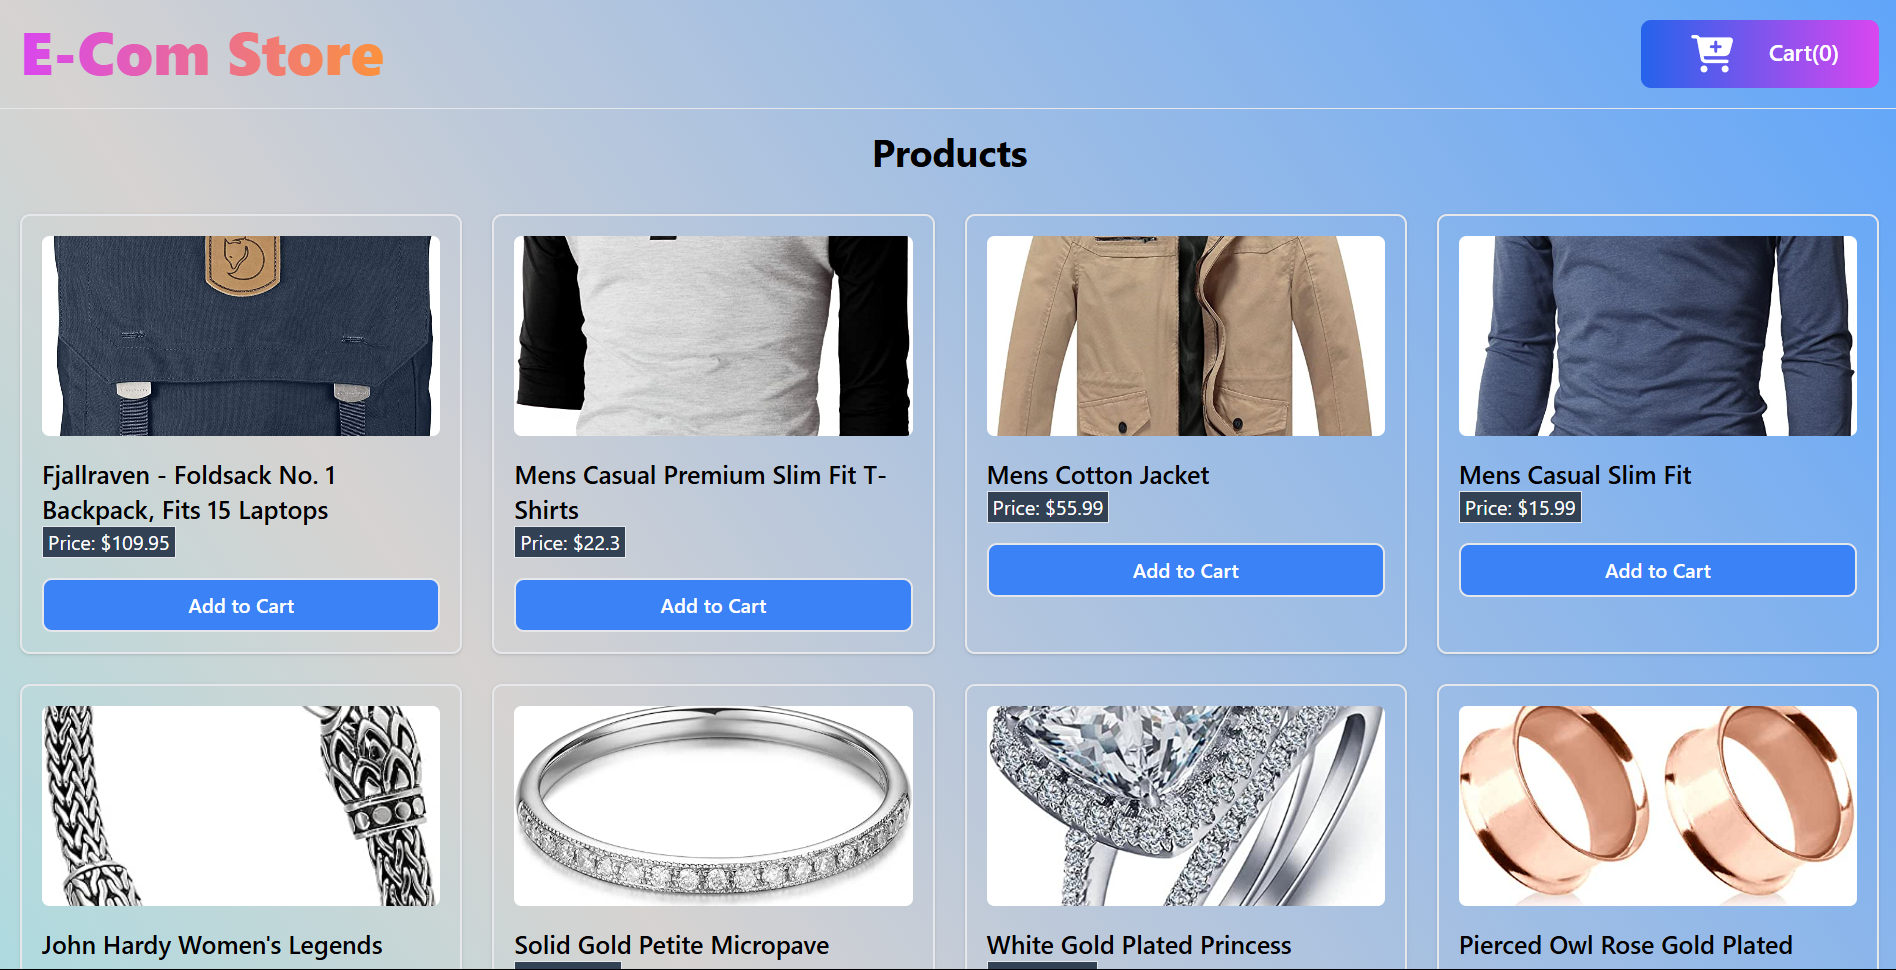 E-Com Store
Cart(0)
Products
Fjallraven - Foldsack No. 1
Backpack, Fits 15 Laptops
Price: $109.95
Add to Cart
Mens Casual Premium Slim Fit T-
Shirts
Price: $22.3
Add to Cart
Mens Cotton Jacket
Price: $55.99
Add to Cart
Mens Casual Slim Fit
Price: $15.99
Add to Cart
John Hardy Women's Legends
Solid Gold Petite Micropave
White Gold Plated Princess
Pierced Owl Rose Gold Plated